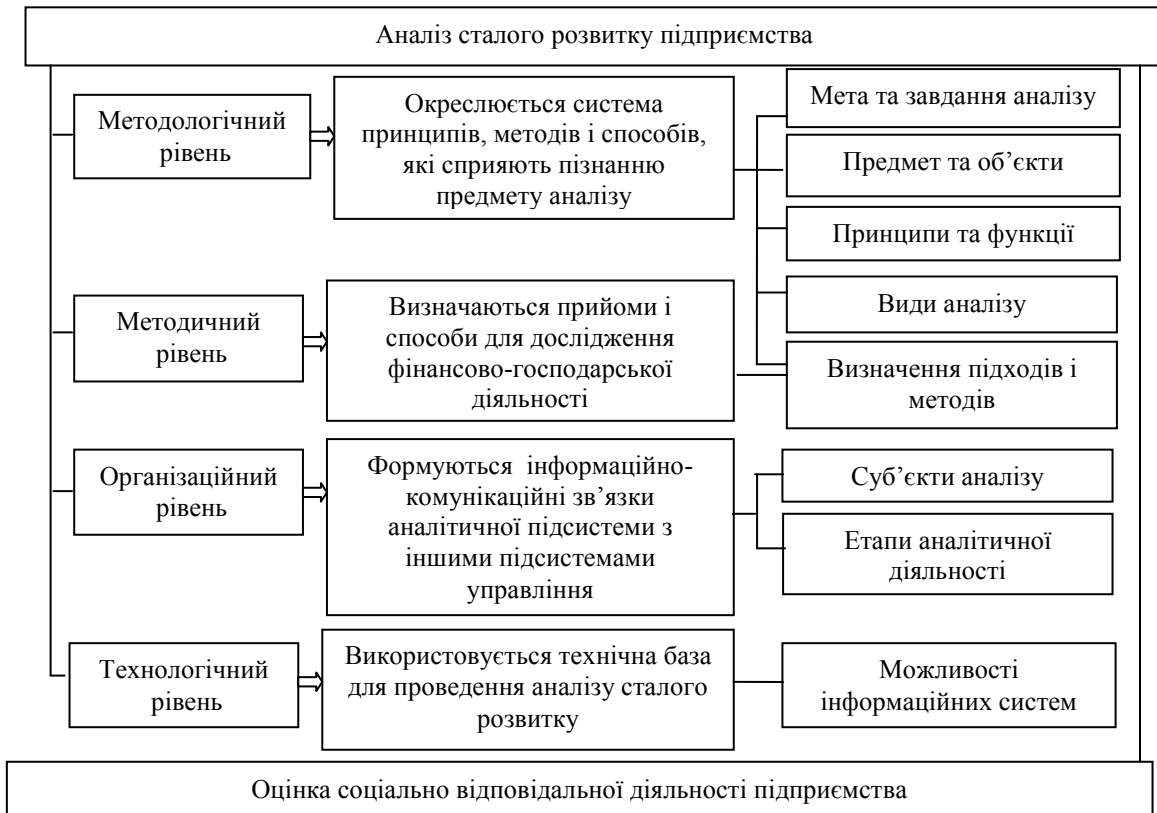 Аналіз сталого розвитку підприємства
Методологічний
рівень
Окреслюється система
принципів, методів і способів,
які сприяють пізнанню
предмету аналізу
Мета та завдання аналізу
Предмет та об’єкти
Принципи та функції
Види аналізу
Методичний
рівень
Визначаються прийоми і
способи для дослідження
фінансово-господарської
діяльності
Визначення підходів і
методів
Організаційний
рівень
Формуються інформаційно-
комунікаційні зв’язки
аналітичної підсистеми з
іншими підсистемами
управління
Суб’єкти аналізу
Етапи аналітичної
діяльності
Технологічний
рівень
Використовується технічна база
для проведення аналізу сталого
розвитку
Можливості
інформаційних систем
Оцінка соціально відповідальної діяльності підприємства